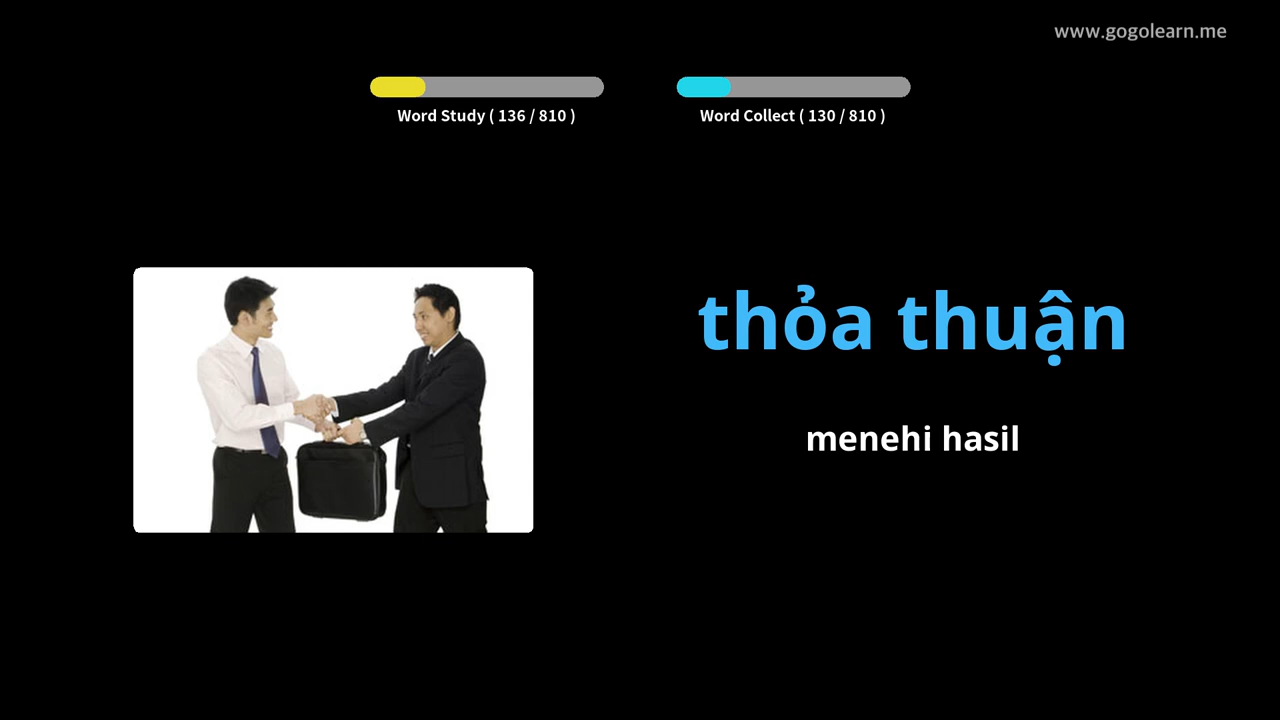 www.gogolearn.me
Word Study ( 136 / 810 )
Word Collect ( 130 / 810 )
thỏa thuận
menehi hasil